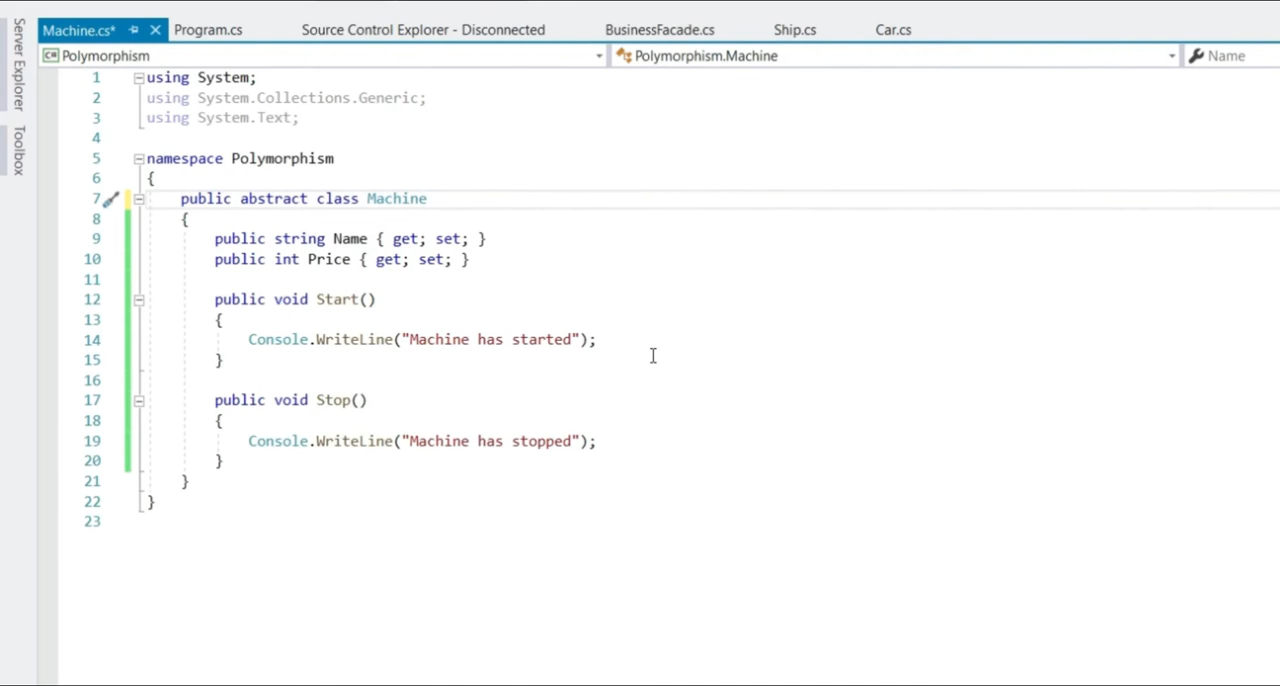 Machine.cs* Program.cs Source Control Explorer - Disconnected BusinessFacade.cs Ship.cs Car.cs
C# Polymorphism Polymorphism.Machine Name
Server Explorer
Toolbox
1 using System;
2 using System.Collections.Generic;
3 using System.Text;
4
5 namespace Polymorphism
6 {
7 public abstract class Machine
8 {
9 public string Name { get; set; }
10 public int Price { get; set; }
11
12 public void Start()
13 {
14 Console.WriteLine("Machine has started");
15 }
16
17 public void Stop()
18 {
19 Console.WriteLine("Machine has stopped");
20 }
21 }
22 }
23